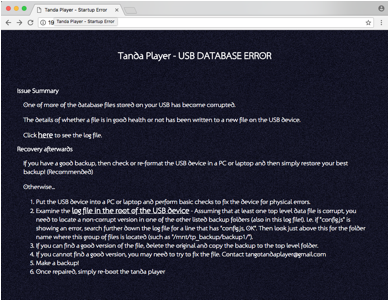 Tanda Player - Startup Error
19
Tanda Player - Startup Error
Tanda Player - USB DATABASE ERROR
Issue Summary
One of more of the database files stored on your USB has become corrupted.
The details of whether a file is in good health or not has been written to a new file on the USB device.
Click here to see the log file.
Recovery afterwards
If you have a good backup, then check or re-format the USB device in a PC or laptop and then simply restore your best
backup! (Recommended)
Otherwise...
1. Put the USB device into a PC or laptop and perform basic checks to fix the device for physical errors.
2. Examine the log file in the root of the USB device - Assuming that at least one top level data file is corrupt, you
need to locate a non-corrupt version in one of the other listed backup folders (also in this log file). i.e. if "config.js" is
showing an error, search further down the log file for a line that has "config.js, OK". Then look just above this for the folder
name where this group of files is located (such as "/mnt/tp_backup/backup1/").
3. If you can find a good version of the file, delete the original and copy the backup to the top level folder.
4. If you cannot find a good version, you may need to try to fix the file. Contact tangotandaplayer@gmail.com
5. Make a backup!
6. Once repaired, simply re-boot the tanda player